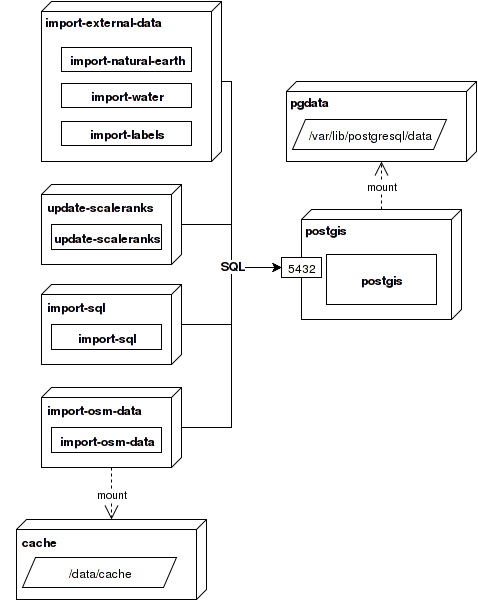 import-external-data
import-natural-earth
import-water
import-labels
pgdata
/var/lib/postgresql/data
mount
update-scaleranks
update-scaleranks
postgis
SQL
5432
postgis
import-sql
import-sql
import-osm-data
import-osm-data
mount
cache
/data/cache